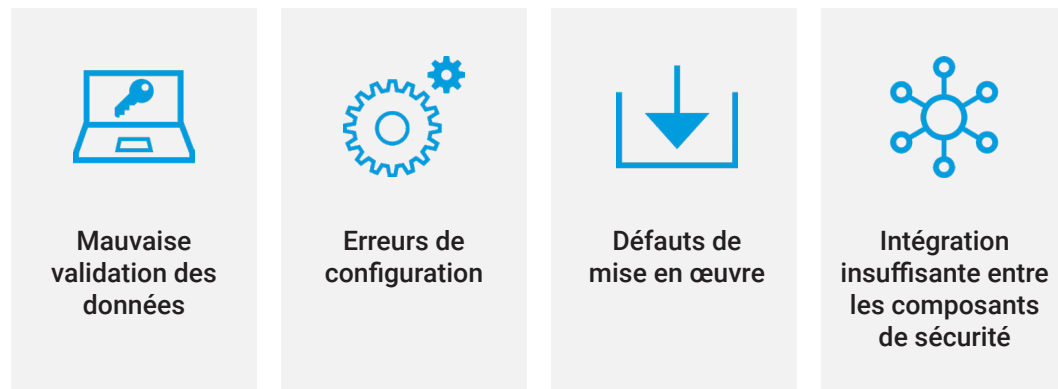 Mauvaise
validation des
données
Erreurs de
configuration
Défauts de
mise en œuvre
Intégration
insuffisante entre
les composants
de sécurité